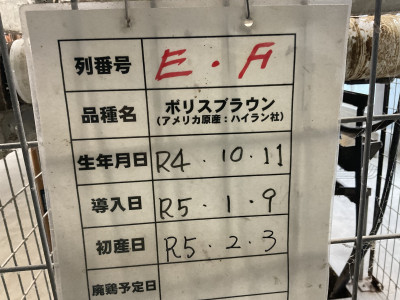 列番号 E・F
品種名 ボリスブラウン
(アメリカ原産:ハイラン社)
生年月日 R4・10・11
導入日 R5・1・9
初産日 R5・2・3
廃鶏予定日